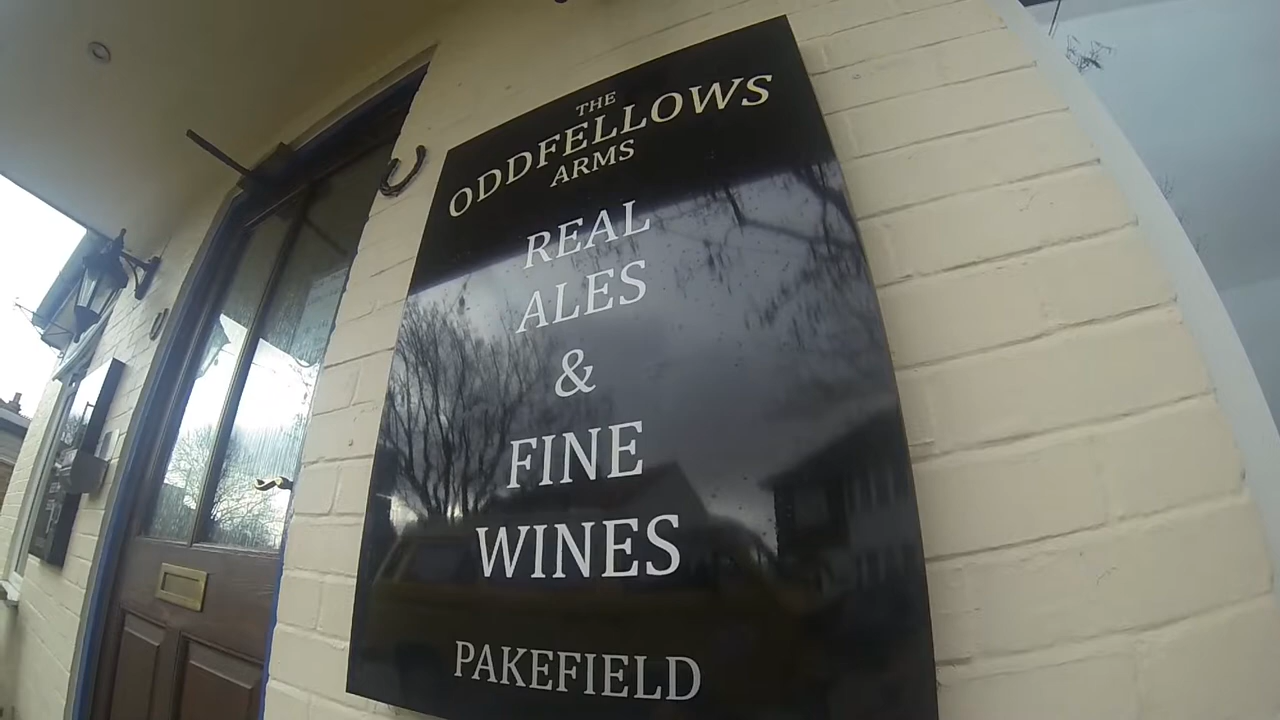 THE
ODDFELLOWS
ARMS
REAL
ALES
&
FINE
WINES
PAKEFIELD